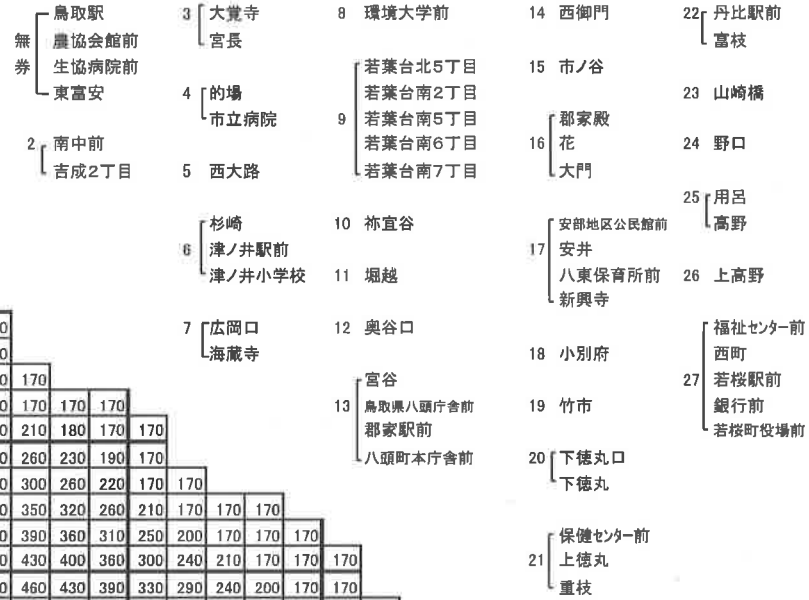 鳥取駅
無 農協会館前
券 生協病院前
東富安
2 南中前
吉成2丁目
3 大覚寺
宮長
4 的場
市立病院
5 西大路
杉崎
6 津ノ井駅前
津ノ井小学校
7 広岡口
海蔵寺
8 環境大学前
若葉台北5丁目
若葉台南2丁目
9 若葉台南5丁目
若葉台南6丁目
若葉台南7丁目
10 祢宜谷
11 堀越
12 奥谷口
宮谷
13 鳥取県八頭庁舎前
郡家駅前
八頭町本庁舎前
14 西御門
15 市ノ谷
郡家殿
16 花
大門
安部地区公民館前
17 安井
八東保育所前
新興寺
18 小別府
19 竹市
20 下徳丸口
下徳丸
保健センター前
21 上徳丸
重枝
22 丹比駅前
富枝
23 山崎橋
24 野口
25 用呂
高野
26 上高野
福祉センター前
西町
27 若桜駅前
銀行前
若桜町役場前
0
0
0 170
0 170 170 170
0 210 180 170 170
0 260 230 190 170
0 300 260 220 170 170
0 350 320 260 210 170 170 170
0 390 360 310 250 200 170 170 170
0 430 400 360 300 240 210 170 170 170
0 460 430 390 330 290 240 200 170 170